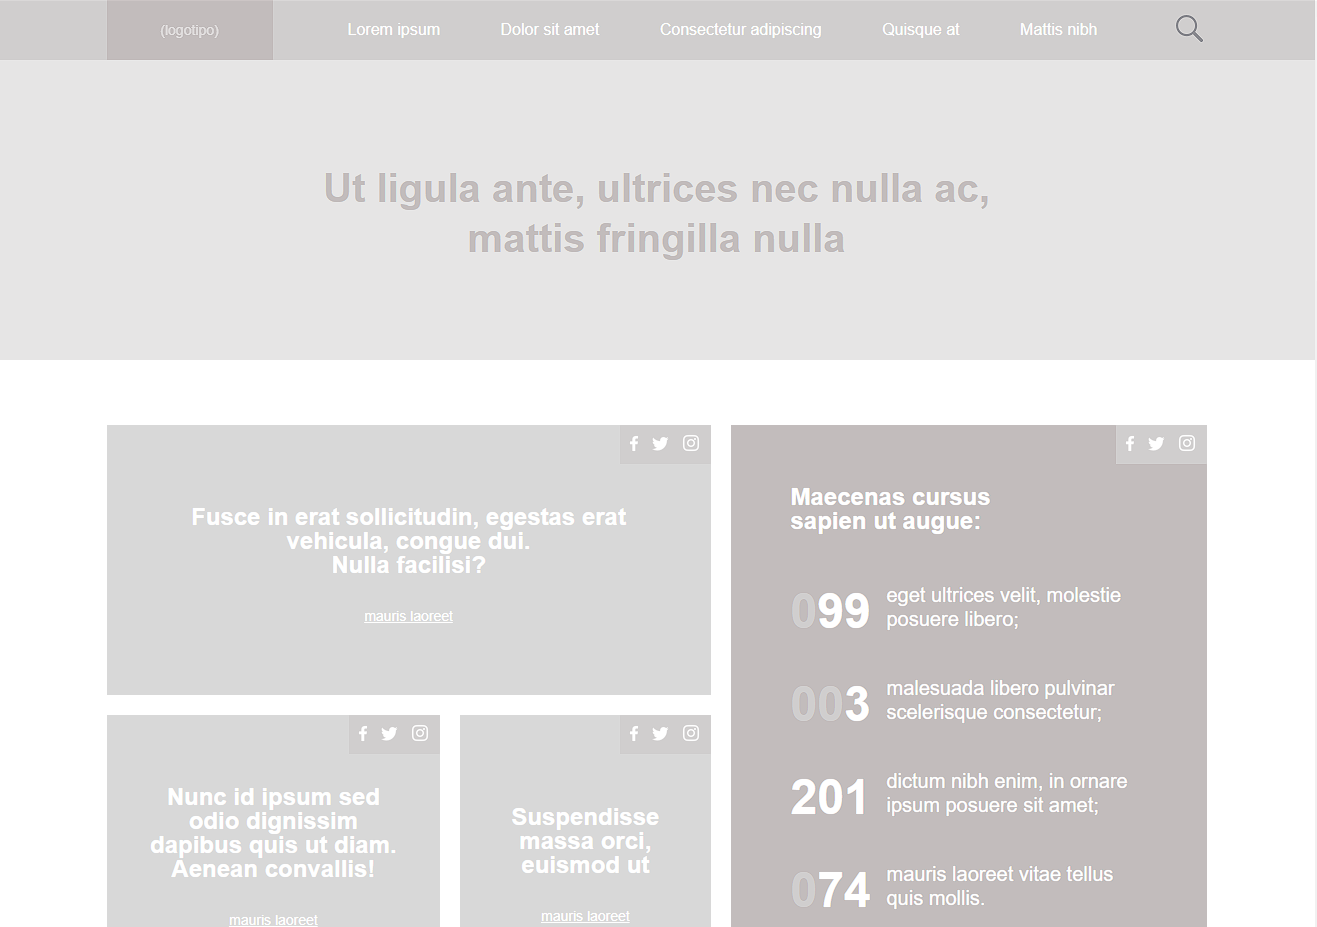 (logotipo)
Lorem ipsum
Dolor sit amet
Consectetur adipiscing
Quisque at
Mattis nibh
Ut ligula ante, ultrices nec nulla ac,
mattis fringilla nulla
Fusce in erat sollicitudin, egestas erat
vehicula, congue dui.
Nulla facilisi?
mauris laoreet
Nunc id ipsum sed
odio dignissim
dapibus quis ut diam.
Aenean convallis!
mauris laoreet
Suspendisse
massa orci,
euismod ut
mauris laoreet
Maecenas cursus
sapien ut augue:
099
eget ultrices velit, molestie
posuere libero;
003
malesuada libero pulvinar
scelerisque consectetur;
201
dictum nibh enim, in ornare
ipsum posuere sit amet;
074
mauris laoreet vitae tellus
quis mollis.